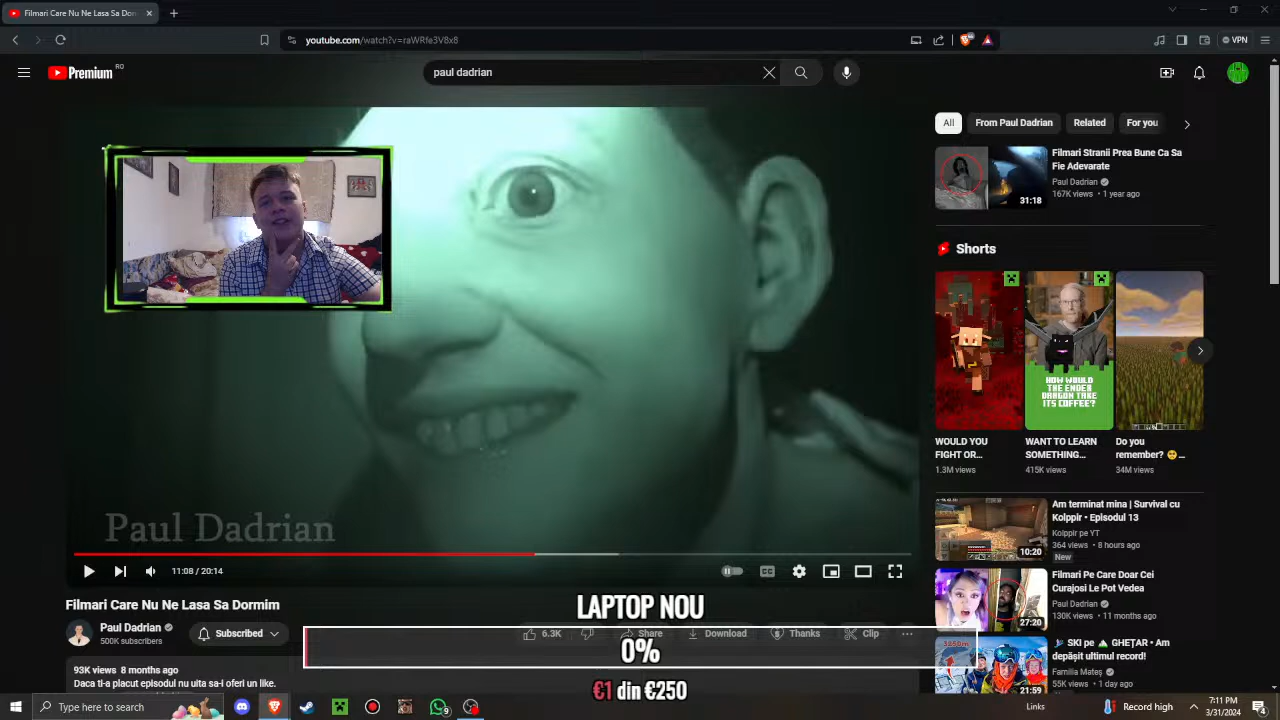 Filmari Care Nu Ne Lasa Sa Dorm
youtube.com/watch?v=raWRfe3V8x8
VPN
Premium RO
paul dadrian
All
From Paul Dadrian
Related
For you
Filmari Stranii Prea Bune Ca Sa
Fie Adevarate
Paul Dadrian
167K views • 1 year ago
31:18
Shorts
HOW WOULD
THE ENDER
DRAGON TAKE
ITS COFFEE?
WOULD YOU
FIGHT OR...
1.3M views
WANT TO LEARN
SOMETHING...
415K views
Do you
remember? 🥺...
34M views
Am terminat mina | Survival cu
Kolppir • Episodul 13
Kolppir pe YT
364 views • 8 hours ago
New
10:20
Filmari Pe Care Doar Cei
Curajosi Le Pot Vedea
Paul Dadrian
130K views • 11 months ago
27:20
3250m
SKI pe GHEȚAR • Am
depășit ultimul record!
Familia Mateș
55K views • 1 day ago
21:59
Paul Dadrian
11:08 / 20:14
CC
Filmari Care Nu Ne Lasa Sa Dormim
Paul Dadrian
500K subscribers
Subscribed
LAPTOP NOU
6.3K
Share
Download
Thanks
Clip
0%
€1 din €250
93K views 8 months ago
Daca ti-a placut episodul nu uita sa-i oferi un like.
Type here to search
9
Links
Record high
7:11 PM
3/31/2024
4